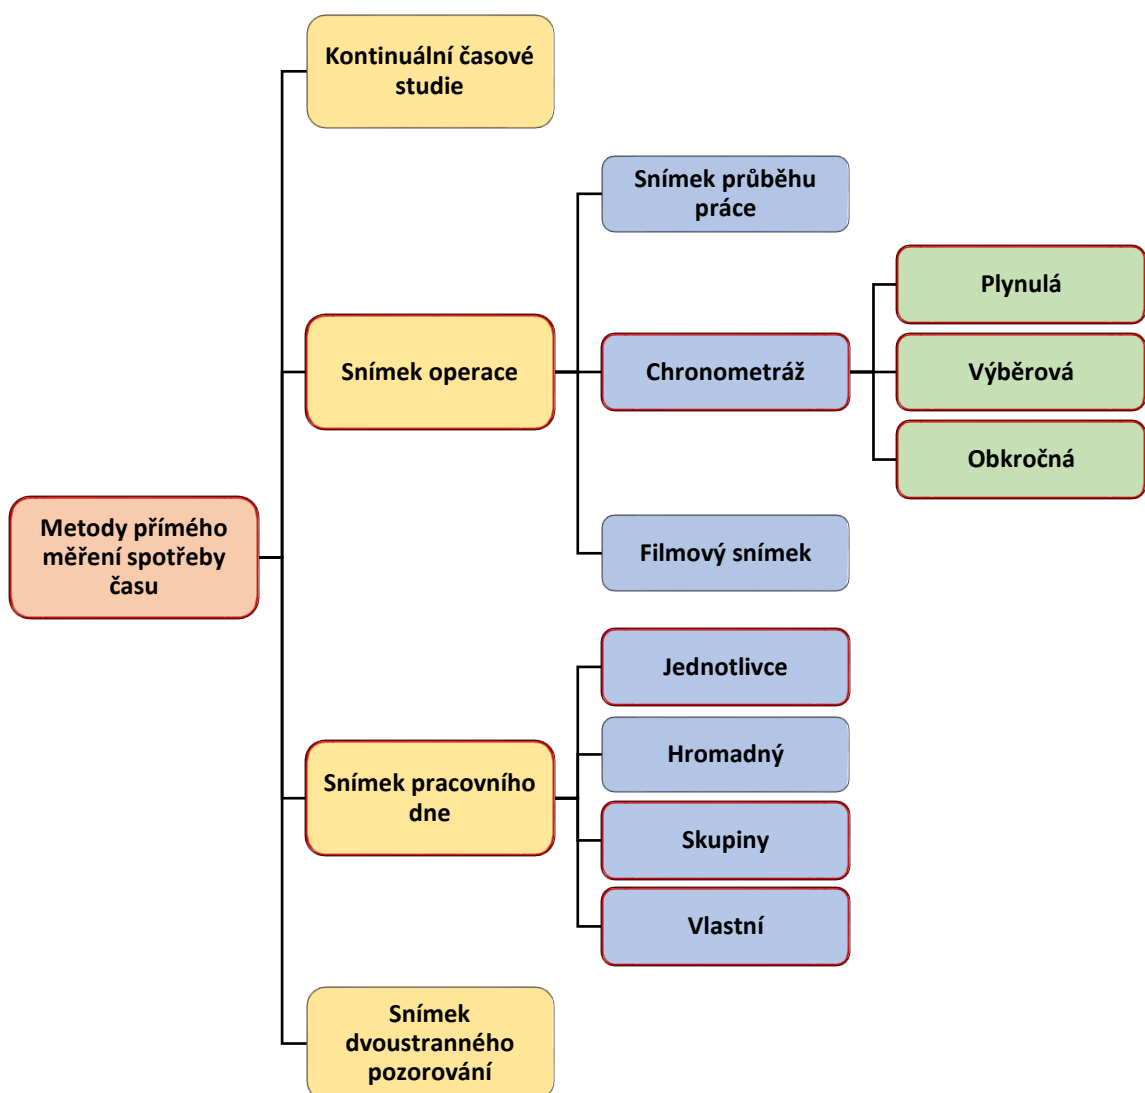 Kontinuální časové
studie
Snímek průběhu
práce
Plynulá
Snímek operace
Chronometráž
Výběrová
Obkročná
Metody přímého
měření spotřeby
času
Filmový snímek
Jednotlivce
Hromadný
Snímek pracovního
dne
Skupiny
Vlastní
Snímek
dvoustranného
pozorování